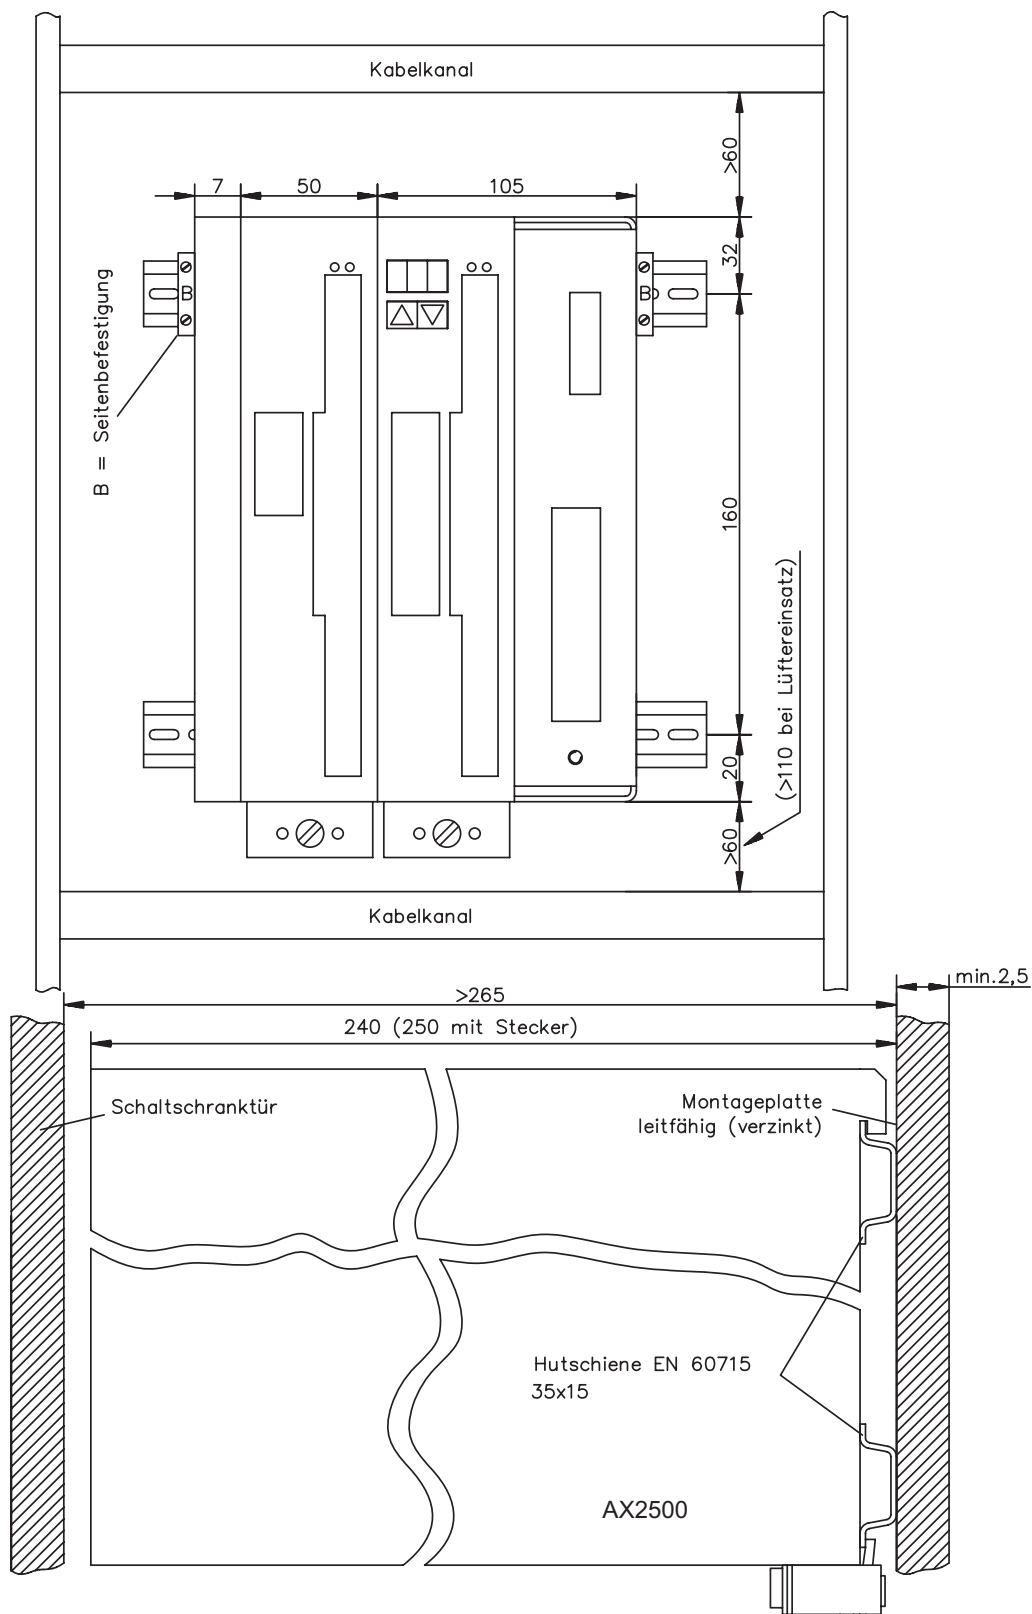 Kabelkanal
>60
7
50
105
32
B = Seitenbefestigung
B
B
160
(>110 bei Lüftereinsatz)
20
>60
Kabelkanal
min.2,5
>265
240 (250 mit Stecker)
Schaltschranktür
Montageplatte
leitfähig (verzinkt)
Hutschiene EN 60715
35x15
AX2500